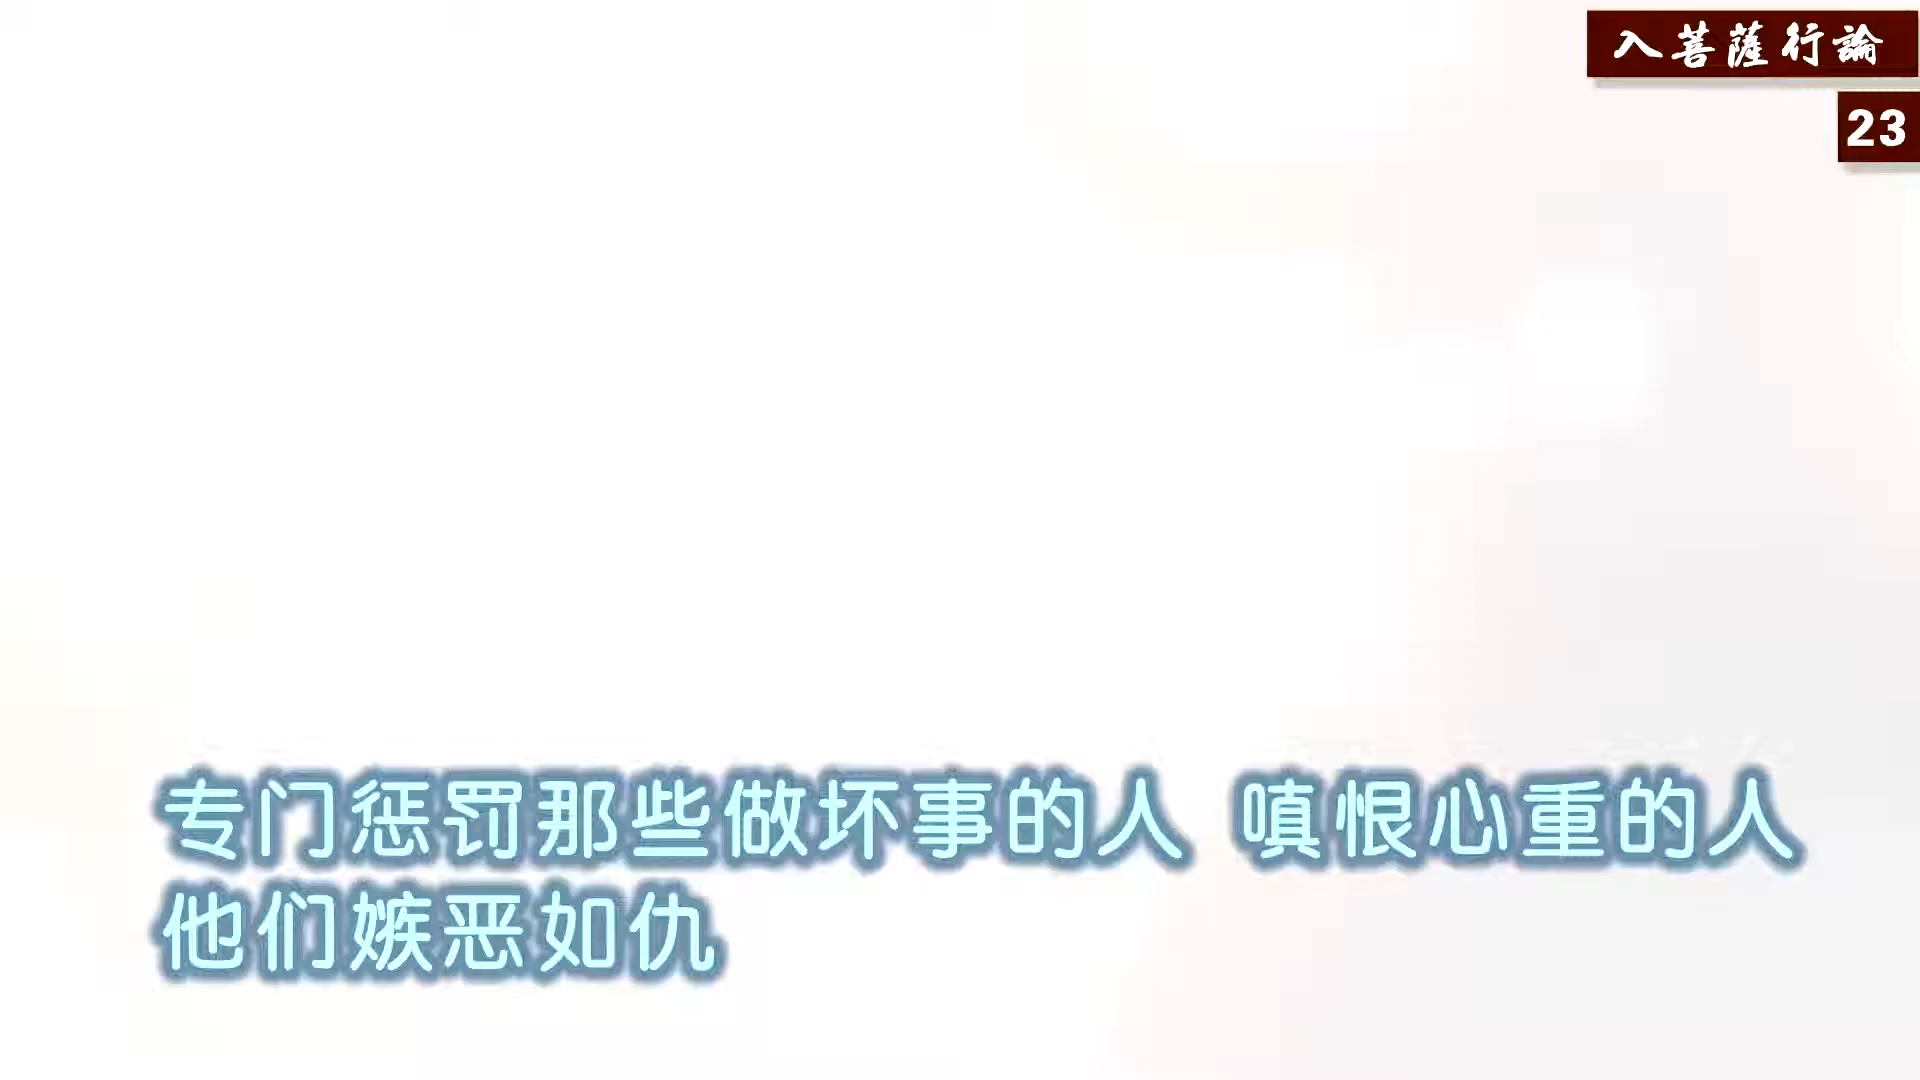 入菩薩行論
23
专门惩罚那些做坏事的人 嗔恨心重的人
他们嫉恶如仇